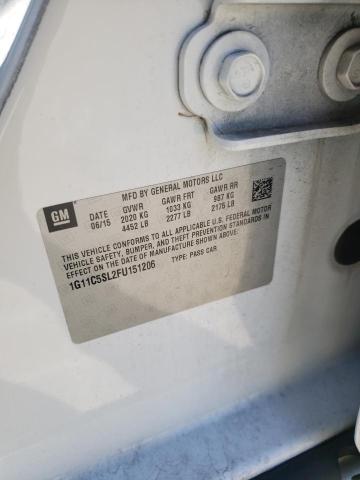 MFD BY GENERAL MOTORS LLC
GM DATE GVWR GAWR FRT GAWR RR
06/15 2020 KG 1033 KG 987 KG
4452 LB 2277 LB 2175 LB
THIS VEHICLE CONFORMS TO ALL APPLICABLE U.S. FEDERAL MOTOR
VEHICLE SAFETY, BUMPER, AND THEFT PREVENTION STANDARDS
IN EFFECT ON THE DATE OF MANUFACTURE SHOWN ABOVE.
1G11C5SL2FU151206 TYPE: PASS CAR